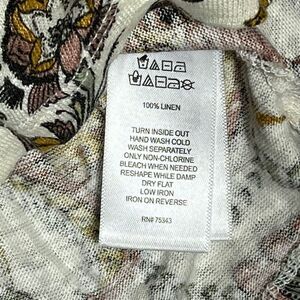 100% LINEN
TURN INSIDE OUT
HAND WASH COLD
WASH SEPARATELY
ONLY NON-CHLORINE
BLEACH WHEN NEEDED
RESHAPE WHILE DAMP
DRY FLAT
LOW IRON
IRON ON REVERSE
RN# 75343